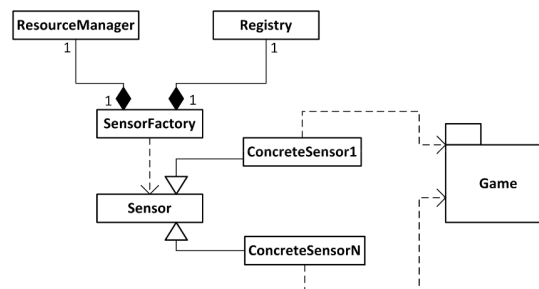 ResourceManager Registry
1 1
1 1
SensorFactory
ConcreteSensor1
Game
Sensor
ConcreteSensorN